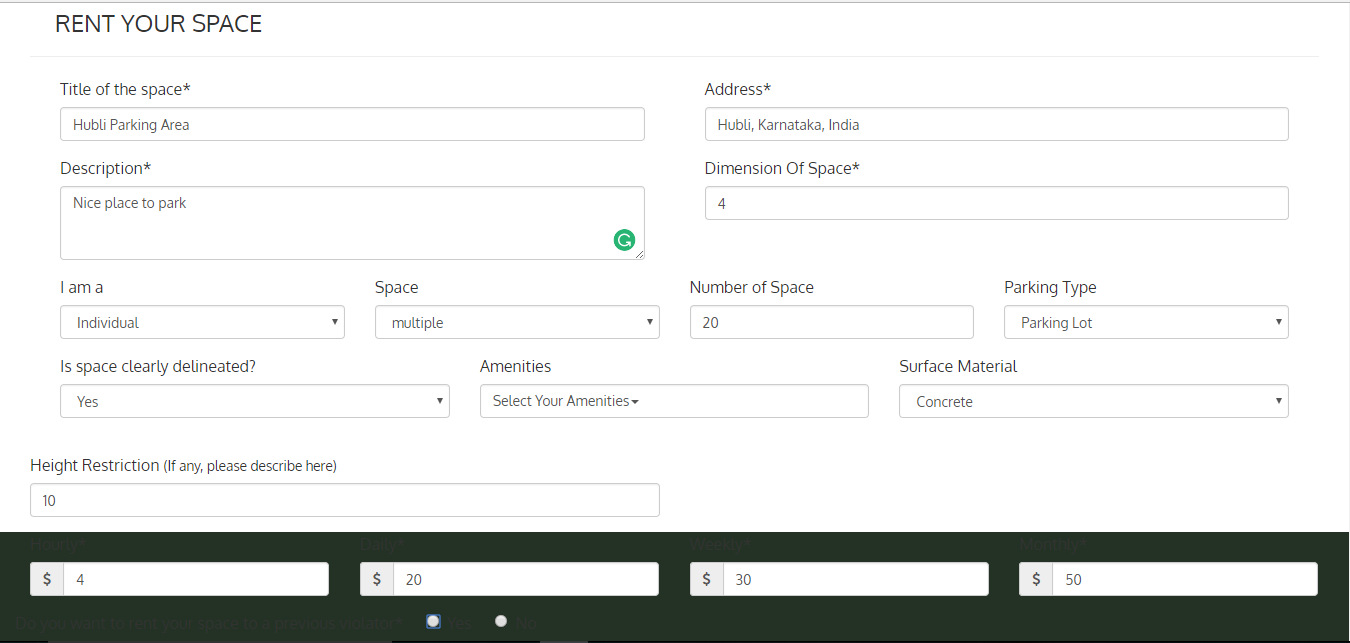 RENT YOUR SPACE
Title of the space* Address*
Hubli Parking Area Hubli, Karnataka, India
Description* Dimension Of Space*
Nice place to park 4
I am a Space Number of Space Parking Type
Individual multiple 20 Parking Lot
Is space clearly delineated? Amenities Surface Material
Yes Select Your Amenities Concrete
Height Restriction (If any, please describe here)
10
Hourly* Daily* Weekly* Monthly*
$ 4 $ 20 $ 30 $ 50
Do you want to rent your space to a previous violator* Yes No